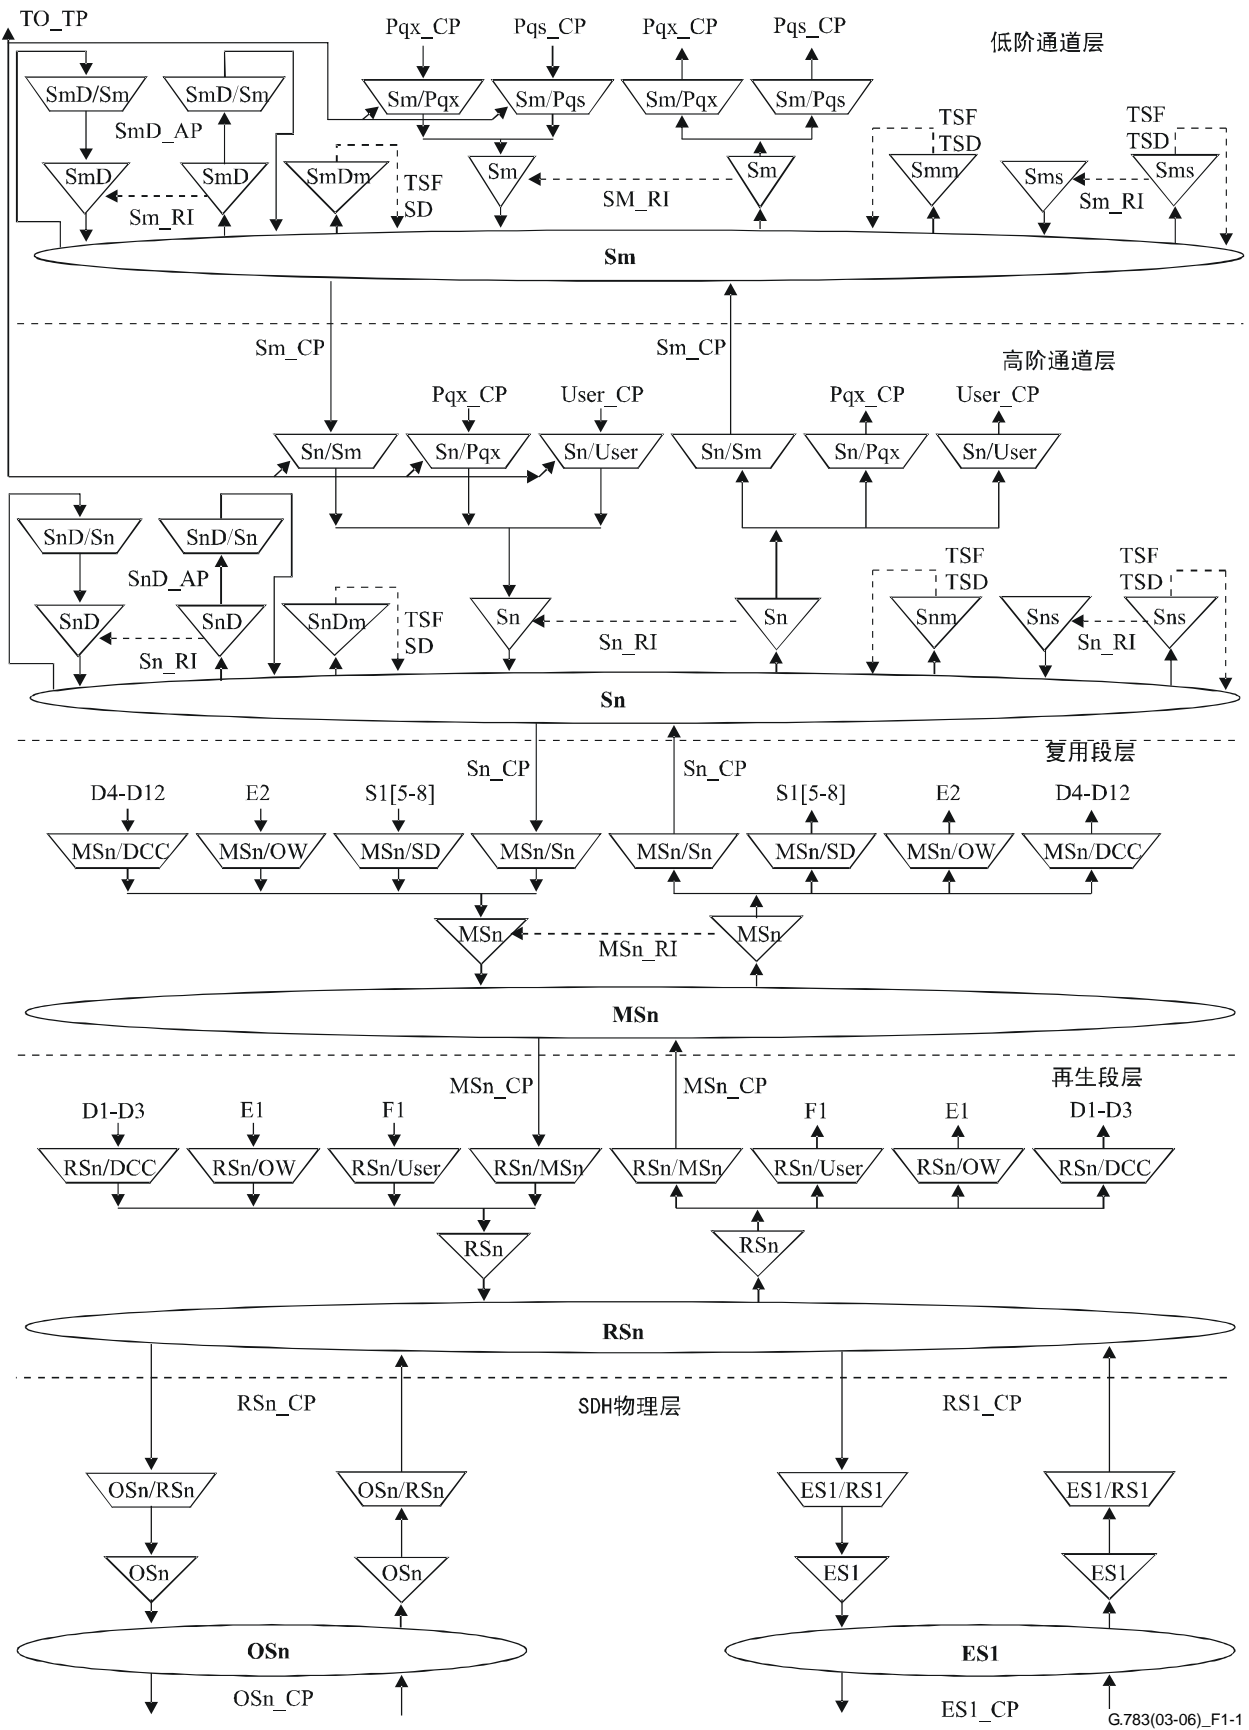 TO_TP
Pqx_CP Pqs_CP Pqx_CP Pqs_CP
低阶通道层
SmD/Sm SmD/Sm Sm/Pqx Sm/Pqs Sm/Pqx Sm/Pqs
SmD_AP
TSF TSF
TSD TSD
SmD SmD SmDm TSF SD Sm Sm Smm Sms Sms
Sm_RI SM_RI Sm_RI
Sm
Sm_CP Sm_CP
高阶通道层
Pqx_CP User_CP Pqx_CP User_CP
Sn/Sm Sn/Pqx Sn/User Sn/Sm Sn/Pqx Sn/User
SnD/Sn SnD/Sn
SnD_AP
TSF TSF
TSD TSD
SnD SnD SnDm TSF SD Sn Sn Snm Sns Sns
Sn_RI Sn_RI Sn_RI
Sn
复用段层
Sn_CP Sn_CP
D4-D12 E2 S1[5-8] S1[5-8] E2 D4-D12
MSn/DCC MSn/OW MSn/SD MSn/Sn MSn/Sn MSn/SD MSn/OW MSn/DCC
MSn MSn
MSn_RI
MSn
再生段层
MSn_CP MSn_CP
D1-D3 E1 F1 F1 E1 D1-D3
RSn/DCC RSn/OW RSn/User RSn/MSn RSn/MSn RSn/User RSn/OW RSn/DCC
RSn RSn
RSn
RSn_CP SDH物理层 RS1_CP
OSn/RSn OSn/RSn ES1/RS1 ES1/RS1
OSn OSn ES1 ES1
OSn ES1
OSn_CP ES1_CP
G.783(03-06)_F1-1